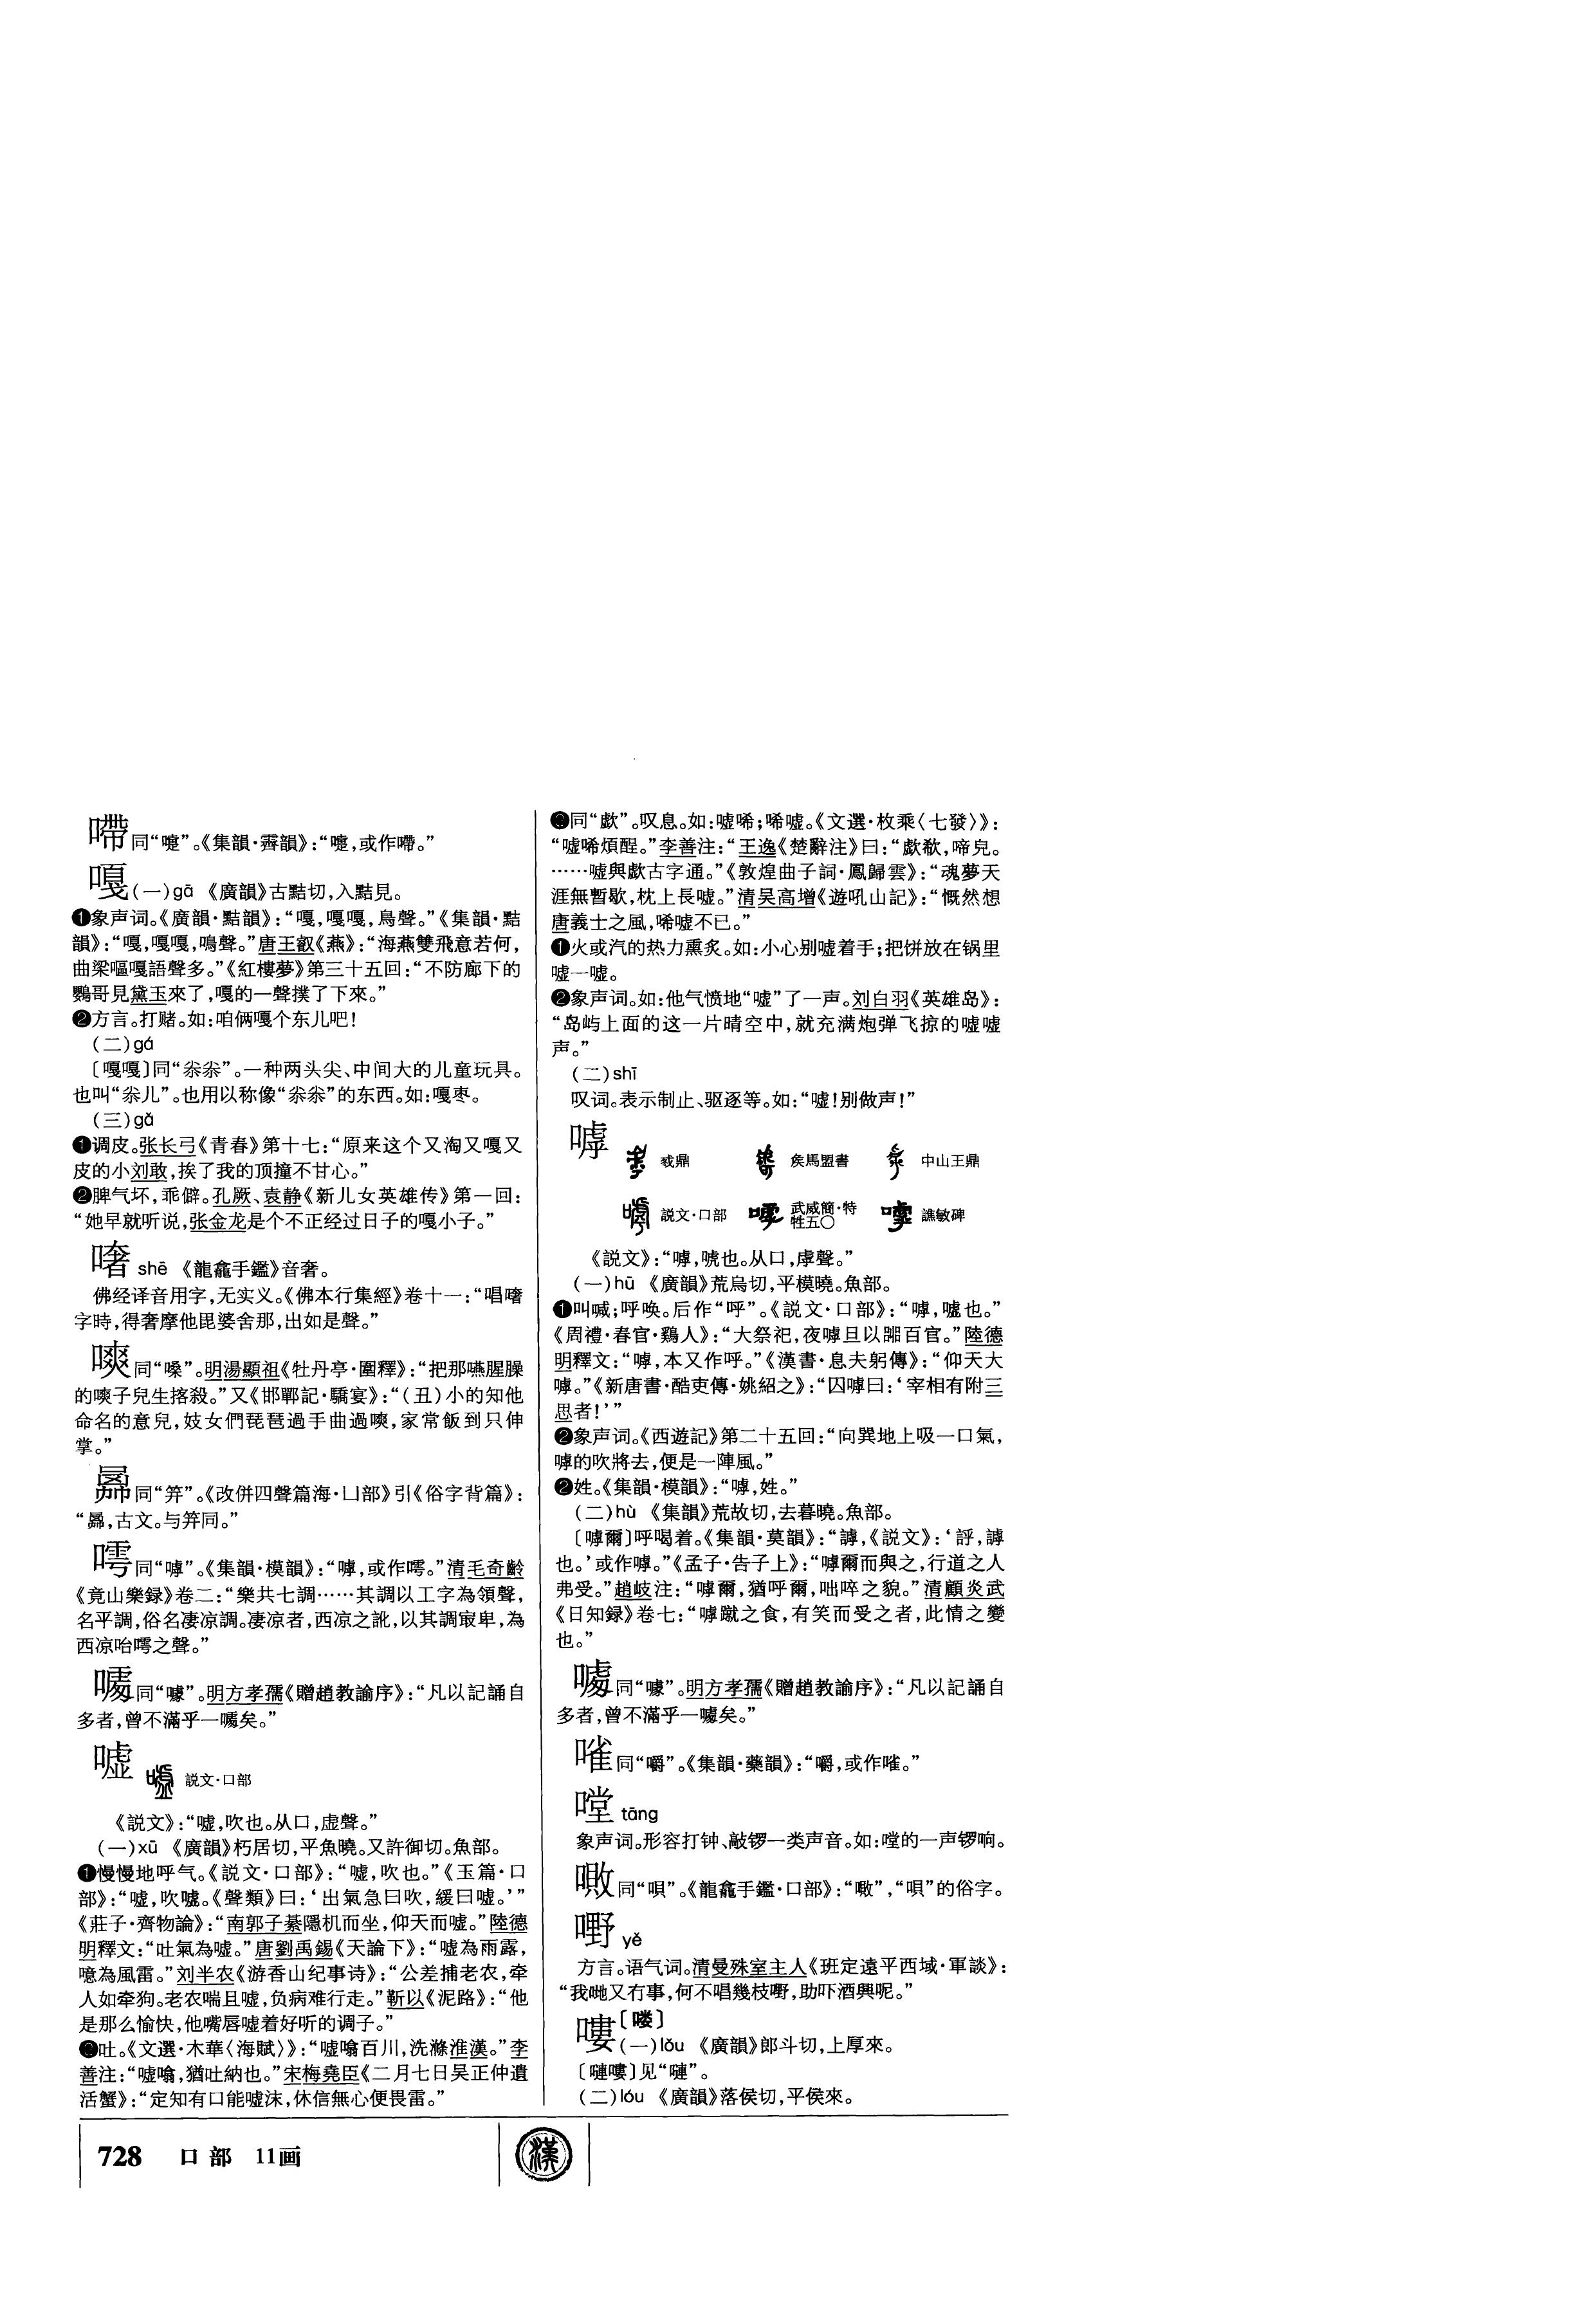 嘚同“嚏”。《集韻·霽韻》:“嚏,或作㗣。”
嘎(一)gā 《廣韻》古黠切,入黠見。
❶象声词。《廣韻·黠韻》:“嘎,嘎嘎,鳥聲。”《集韻·黠
韻》:“嘎,嘎嘎,鳴聲。”唐王叡《燕》:“海燕雙飛意若何,
曲梁嘔嘎語聲多。”《紅樓夢》第三十五回:“不防廊下的
鸚哥見黛玉來了,嘎的一聲撲了下來。”
❷方言。打赌。如:咱俩嘎个东儿吧!
(二)gá
〔嘎嘎〕同“尜尜”。一种两头尖、中间大的儿童玩具。
也叫“尜儿”。也用以称像“尜尜”的东西。如:嘎枣。
(三)gǎ
❶调皮。张长弓《青春》第十七:“原来这个又淘又嘎又
皮的小刘敢,挨了我的顶撞不甘心。”
❷脾气坏,乖僻。孔厥、袁静《新儿女英雄传》第一回:
“她早就听说,张金龙是个不正经过日子的嘎小子。”
㗬 shē 《龍龕手鑑》音奢。
佛经译音用字,无实义。《佛本行集經》卷十一:“唱㗬
字時,得奢摩他毘婆舍那,出如是聲。”
㗽同“嗓”。明湯顯祖《牡丹亭·圍釋》:“把那嚥腥臊
的㗽子兒生揢殺。”又《邯鄲記·驕宴》:“(丑)小的知他
命名的意兒,妓女們琵琶過手曲過㗽,家常飯到只伸
掌。”
同“笄”。《改併四聲篇海·凵部》引《俗字背篇》:
“,古文。与笄同。”
嘑同“嘑”。《集韻·模韻》:“嘑,或作㗿。”清毛奇齡
《竟山樂録》卷二:“樂共七調……其調以工字為領聲,
名平調,俗名凄凉調。凄凉者,西凉之訛,以其調㝡卑,為
西凉咍㗿之聲。”
同“噱”。明方孝孺《贈趙教諭序》:“凡以記誦自
多者,曾不滿乎一矣。”
嘘 説文·口部
《説文》:“嘘,吹也。从口,虚聲。”
(一)xū 《廣韻》朽居切,平魚曉。又許御切。魚部。
❶慢慢地呼气。《説文·口部》:“嘘,吹也。”《玉篇·口
部》:“嘘,吹嘘。《聲類》曰:‘出氣急曰吹,緩曰嘘。’”
《莊子·齊物論》:“南郭子綦隱机而坐,仰天而嘘。”陸德
明釋文:“吐氣為嘘。”唐劉禹錫《天論下》:“嘘為雨露,
噫為風雷。”刘半农《游香山纪事诗》:“公差捕老农,牵
人如牵狗。老农喘且嘘,负病难行走。”靳以《泥路》:“他
是那么愉快,他嘴唇嘘着好听的调子。”
❷吐。《文選·木華〈海賦〉》:“嘘噏百川,洗滌淮漢。”李
善注:“嘘噏,猶吐納也。”宋梅堯臣《二月七日吴正仲遺
活蟹》:“定知有口能嘘沫,休信無心便畏雷。”
❸同“歔”。叹息。如:嘘唏;唏嘘。《文選·枚乘〈七發〉》:
“嘘唏煩酲。”李善注:“王逸《楚辭注》曰:“歔欷,啼皃。
……嘘與歔古字通。”《敦煌曲子詞·鳳歸雲》:“魂夢天
涯無暫歇,枕上長嘘。”清吴高增《遊吼山記》:“慨然想
唐義士之風,唏嘘不已。”
❶火或汽的热力熏炙。如:小心别嘘着手;把饼放在锅里
嘘一嘘。
❷象声词。如:他气愤地“嘘”了一声。刘白羽《英雄岛》:
“岛屿上面的这一片晴空中,就充满炮弹飞掠的嘘嘘
声。”
(二)shī
叹词。表示制止、驱逐等。如:“嘘!别做声!”
嘑 戓鼎 矦馬盟書 中山王鼎
説文·口部 武威簡·特牲五〇 譙敏碑
《説文》:“嘑,唬也。从口,虖聲。”
(一)hū 《廣韻》荒烏切,平模曉。魚部。
❶叫喊;呼唤。后作“呼”。《説文·口部》:“嘑,嘘也。”
《周禮·春官·鷄人》:“大祭祀,夜嘑旦以嘂百官。”陸德
明釋文:“嘑,本又作呼。”《漢書·息夫躬傳》:“仰天大
嘑。”《新唐書·酷吏傳·姚紹之》:“囚嘑曰:‘宰相有附三
思者!’”
❷象声词。《西遊記》第二十五回:“向巽地上吸一口氣,
嘑的吹將去,便是一陣風。”
❷姓。《集韻·模韻》:“嘑,姓。”
(二)hù 《集韻》荒故切,去暮曉。魚部。
〔嘑爾〕呼喝着。《集韻·莫韻》:“謼,《説文》:‘評,謼
也。’或作嘑。”《孟子·告子上》:“嘑爾而與之,行道之人
弗受。”趙岐注:“嘑爾,猶呼爾,咄啐之貌。”清顧炎武
《日知録》卷七:“嘑蹴之食,有笑而受之者,此情之變
也。”
同“噱”。明方孝孺《贈趙教諭序》:“凡以記誦自
多者,曾不滿乎一矣。”
㗮同“嚼”。《集韻·藥韻》:“嚼,或作㗮。”
嘡 tāng
象声词。形容打钟、敲锣一类声音。如:嘡的一声锣响。
同“唄”。《龍龕手鑑·口部》:“”,“唄”的俗字。
嘢 yě
方言。语气词。清曼殊室主人《班定遠平西域·軍談》:
“我哋又冇事,何不唱幾枝嘢,助吓酒興呢。”
嘍〔喽〕
(一)lǒu 《廣韻》郎斗切,上厚來。
〔嗹嘍〕见“嗹”。
(二)lóu 《廣韻》落侯切,平侯來。
728 口部 11画
漢